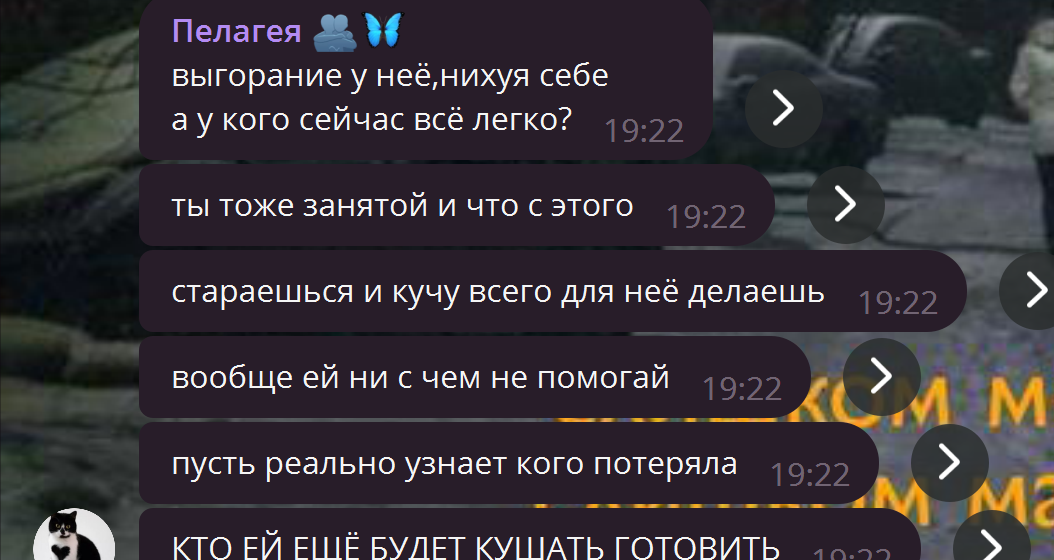 Пелагея
выгорание у неё,нихуя себе
а у кого сейчас всё легко?
19:22
ты тоже занятой и что с этого
19:22
стараешься и кучу всего для неё делаешь
19:22
вообще ей ни с чем не помогай
19:22
пусть реально узнает кого потеряла
19:22
КТО ЕЙ ЕЩЁ БУДЕТ КУШАТЬ ГОТОВИТЬ
19:22